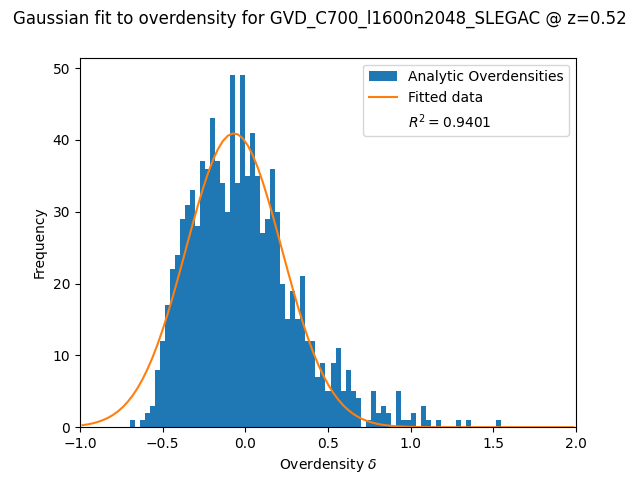 Gaussian fit to overdensity for GVD_C700_l1600n2048_SLEGAC @ z=0.52
Analytic Overdensities
Fitted data
R² = 0.9401
50
40
30
20
10
0
Frequency
−1.0 −0.5 0.0 0.5 1.0 1.5 2.0
Overdensity δ